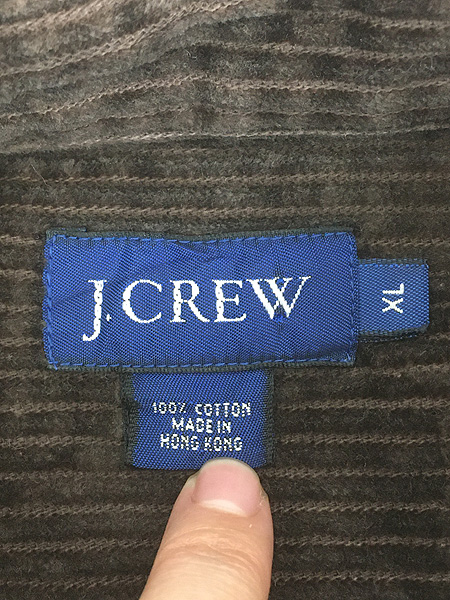 J.CREW
XL
100% COTTON
MADE IN
HONG KONG